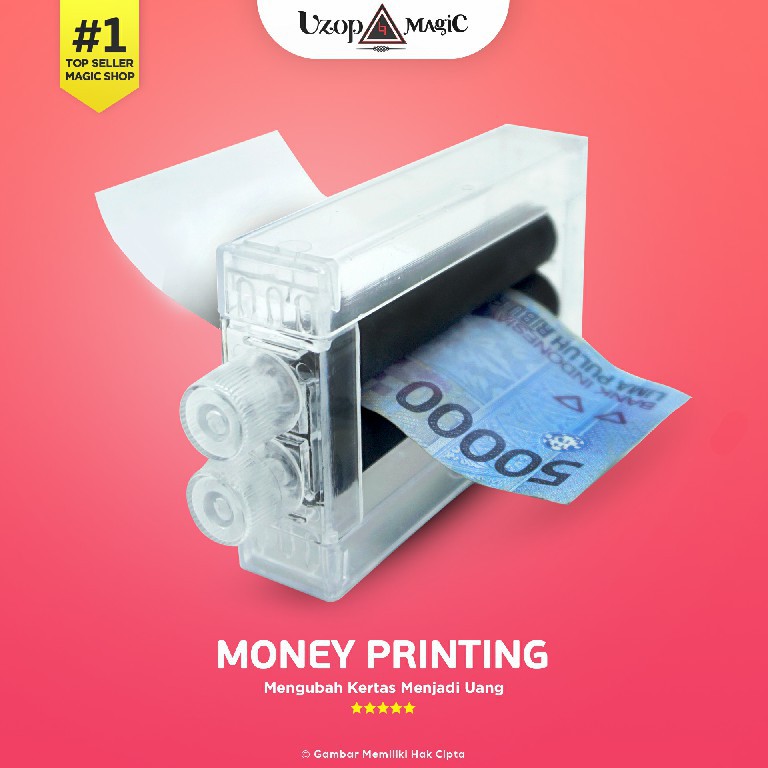 #1
TOP SELLER
MAGIC SHOP
UZOP MAGIC
BANK INDONESIA
LIMA PULUH RIBU
50000
MONEY PRINTING
Mengubah Kertas Menjadi Uang
© Gambar Memiliki Hak Cipta